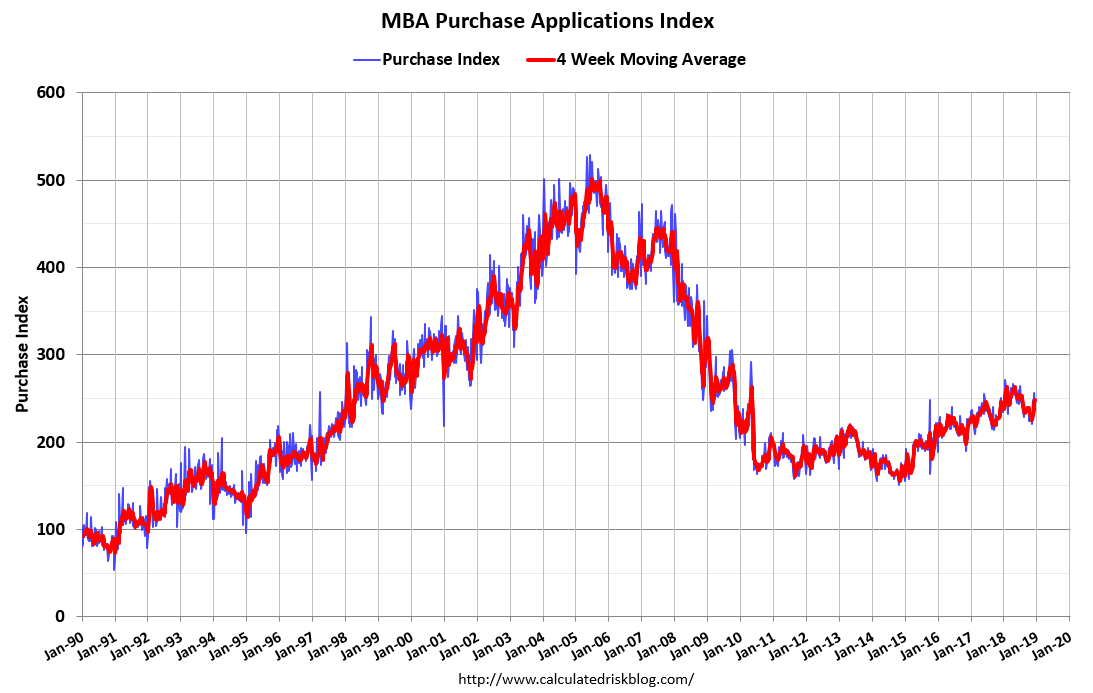 MBA Purchase Applications Index
Purchase Index
4 Week Moving Average
600
500
400
300
200
100
0
Purchase Index
Jan-90
Jan-91
Jan-92
Jan-93
Jan-94
Jan-95
Jan-96
Jan-97
Jan-98
Jan-99
Jan-00
Jan-01
Jan-02
Jan-03
Jan-04
Jan-05
Jan-06
Jan-07
Jan-08
Jan-09
Jan-10
Jan-11
Jan-12
Jan-13
Jan-14
Jan-15
Jan-16
Jan-17
Jan-18
Jan-19
Jan-20
http://www.calculatedriskblog.com/